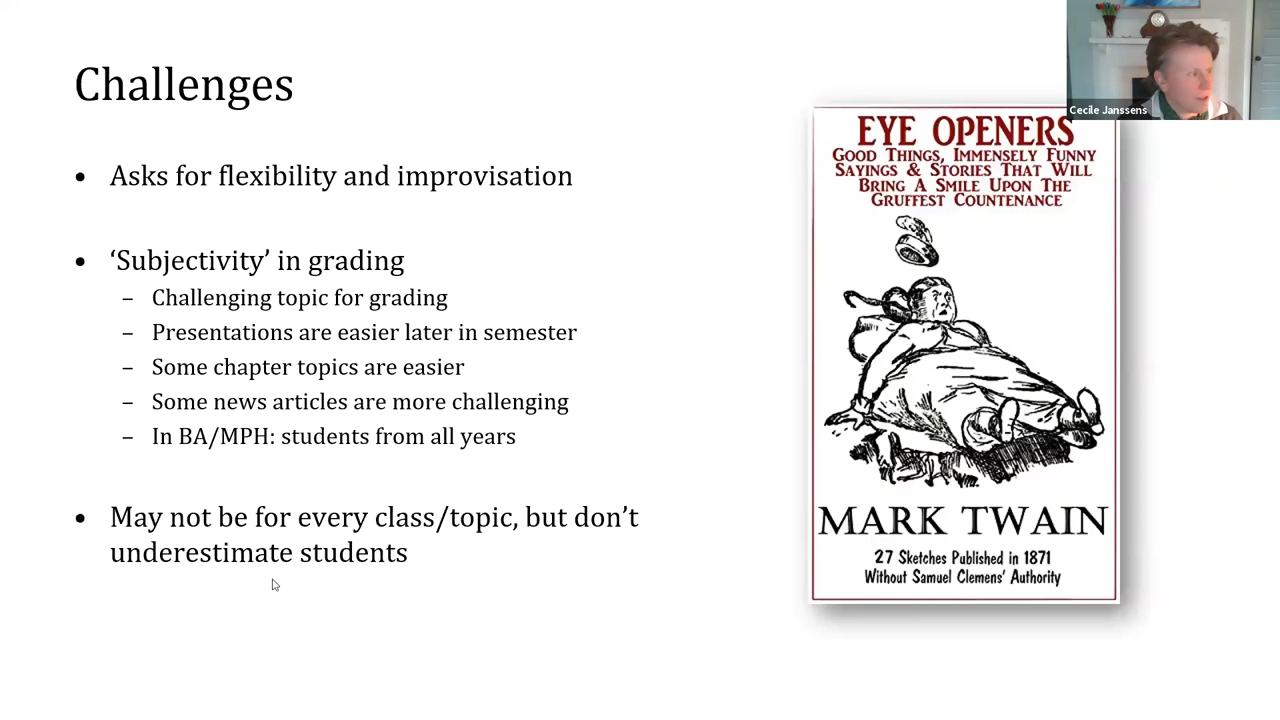 Challenges
• Asks for flexibility and improvisation
• ‘Subjectivity’ in grading
– Challenging topic for grading
– Presentations are easier later in semester
– Some chapter topics are easier
– Some news articles are more challenging
– In BA/MPH: students from all years
• May not be for every class/topic, but don’t
underestimate students
Cecile Janssens
EYE OPENERS
GOOD THINGS, IMMENSELY FUNNY
SAYINGS & STORIES THAT WILL
BRING A SMILE UPON THE
GRUFFEST COUNTENANCE
MARK TWAIN
27 Sketches Published in 1871
Without Samuel Clemens’ Authority